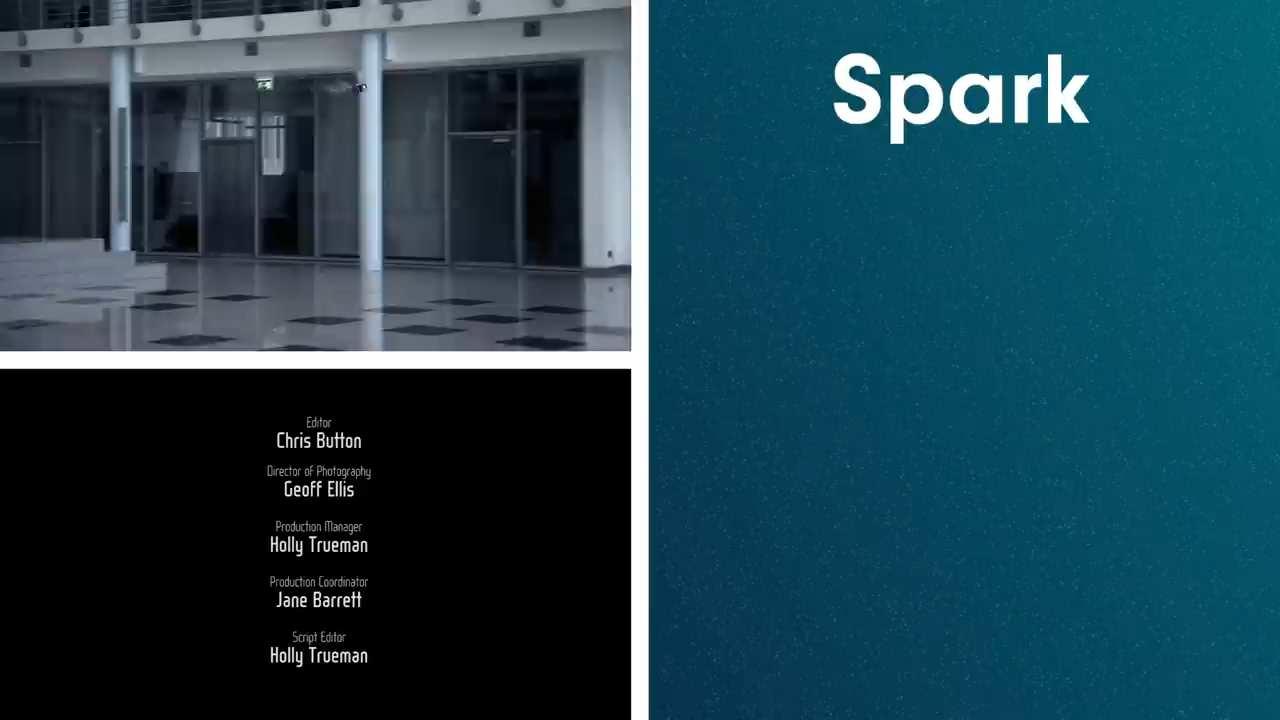 Spark
Editor
Chris Button
Director of Photography
Geoff Ellis
Production Manager
Holly Trueman
Production Coordinator
Jane Barrett
Script Editor
Holly Trueman